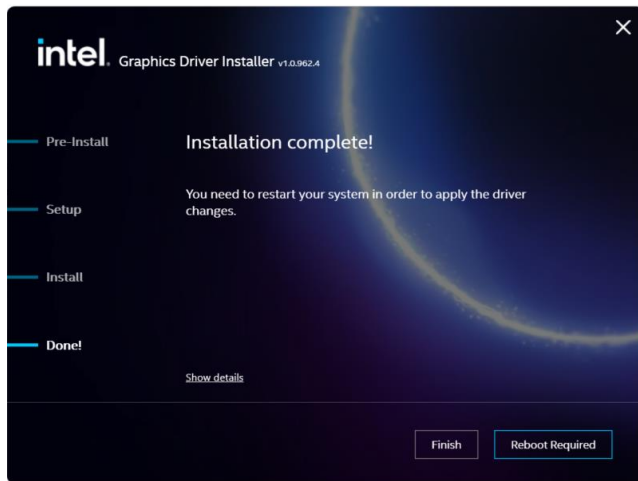 intel. Graphics Driver Installer v1.0.962.4
Pre-Install
Installation complete!
You need to restart your system in order to apply the driver
changes.
Setup
Install
Done!
Show details
Finish
Reboot Required